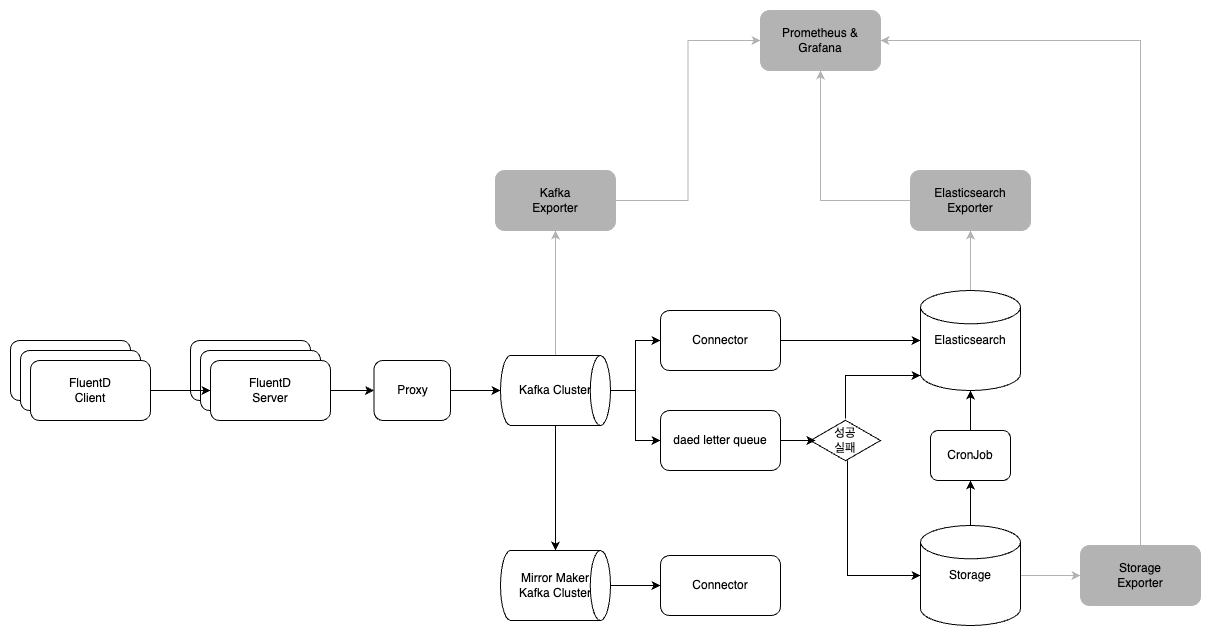 Prometheus &
Grafana
Kafka
Exporter
Elasticsearch
Exporter
FluentD
Client
FluentD
Server
Proxy
Kafka Cluster
Connector
Elasticsearch
daed letter queue
성공
실패
CronJob
Mirror Maker
Kafka Cluster
Connector
Storage
Storage
Exporter